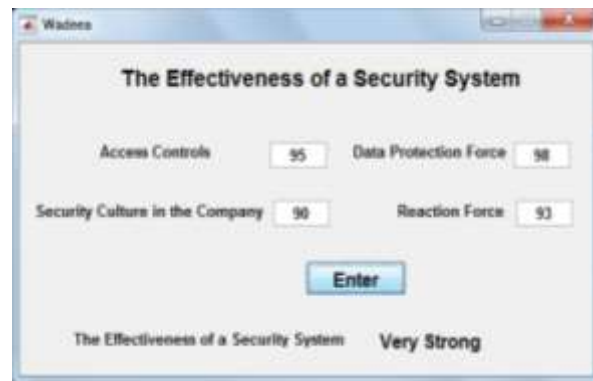 Wadnea
The Effectiveness of a Security System
Access Controls 95 Data Protection Force 98
Security Culture in the Company 90 Reaction Force 93
Enter
The Effectiveness of a Security System Very Strong